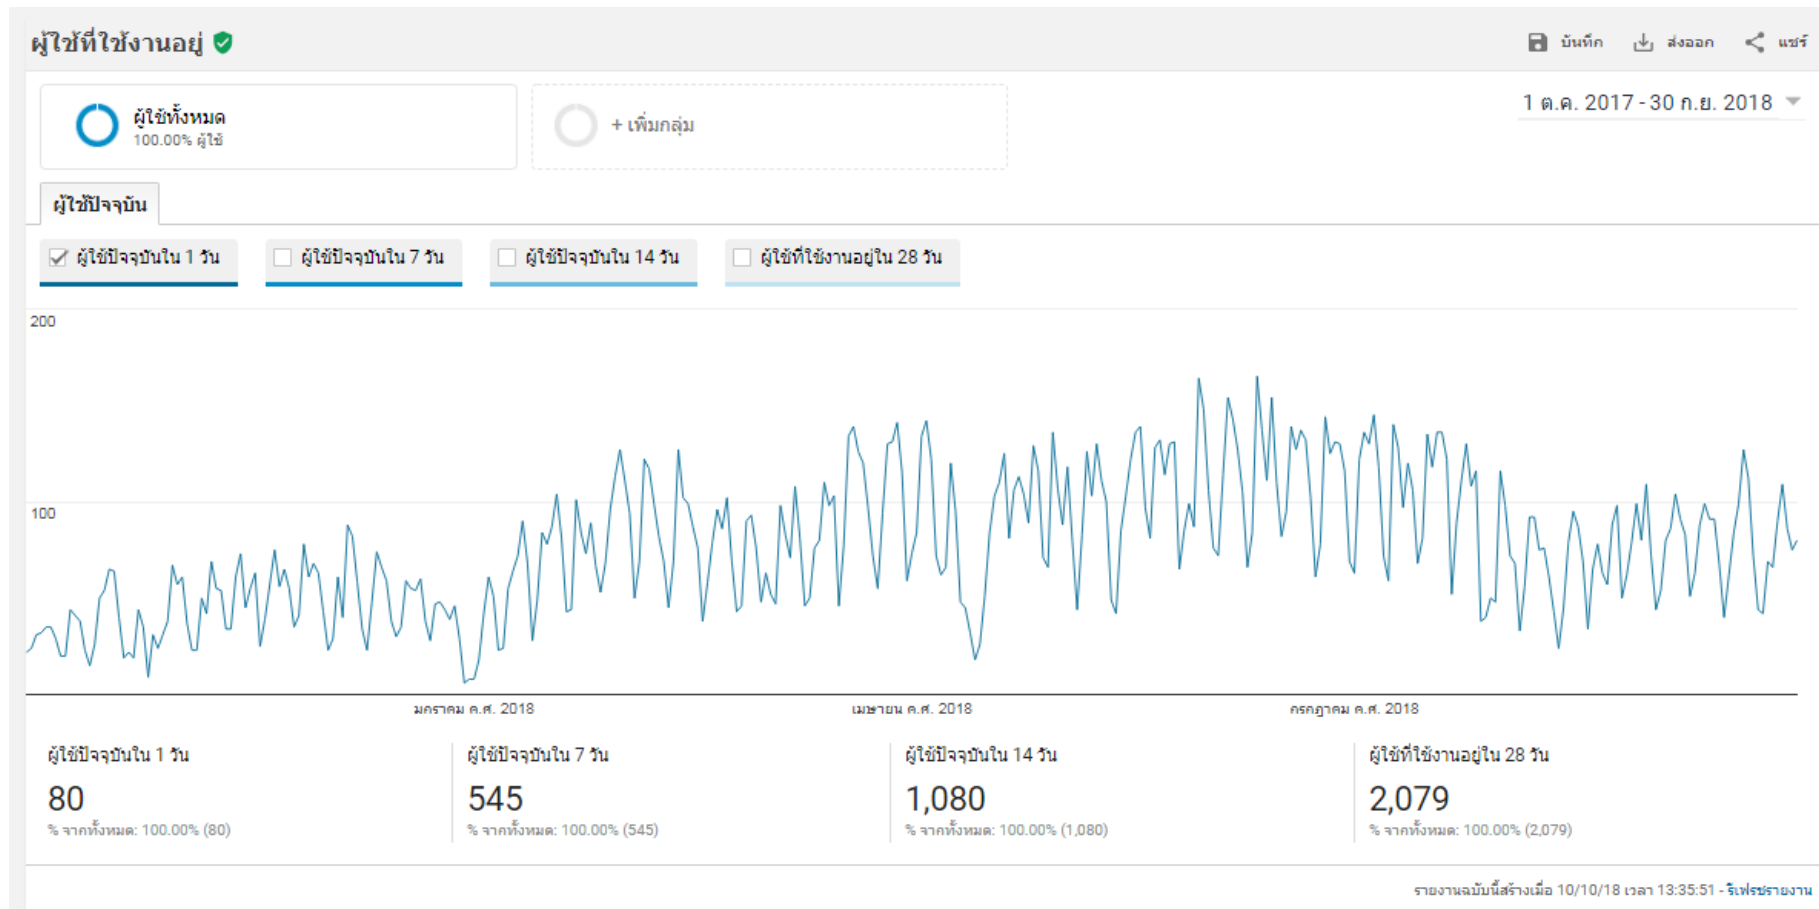 ผู้ใช้ที่ใช้งานอยู่
บันทึก ส่งออก แชร์
ผู้ใช้ทั้งหมด
100.00% ผู้ใช้
+ เพิ่มกลุ่ม
1 ต.ค. 2017 - 30 ก.ย. 2018
ผู้ใช้ปัจจุบัน
ผู้ใช้ปัจจุบันใน 1 วัน ผู้ใช้ปัจจุบันใน 7 วัน ผู้ใช้ปัจจุบันใน 14 วัน ผู้ใช้ที่ใช้งานอยู่ใน 28 วัน
200
100
มกราคม ค.ศ. 2018 เมษายน ค.ศ. 2018 กรกฎาคม ค.ศ. 2018
ผู้ใช้ปัจจุบันใน 1 วัน
80
% จากทั้งหมด: 100.00% (80)
ผู้ใช้ปัจจุบันใน 7 วัน
545
% จากทั้งหมด: 100.00% (545)
ผู้ใช้ปัจจุบันใน 14 วัน
1,080
% จากทั้งหมด: 100.00% (1,080)
ผู้ใช้ที่ใช้งานอยู่ใน 28 วัน
2,079
% จากทั้งหมด: 100.00% (2,079)
รายงานฉบับนี้สร้างเมื่อ 10/10/18 เวลา 13:35:51 - รีเฟรชรายงาน